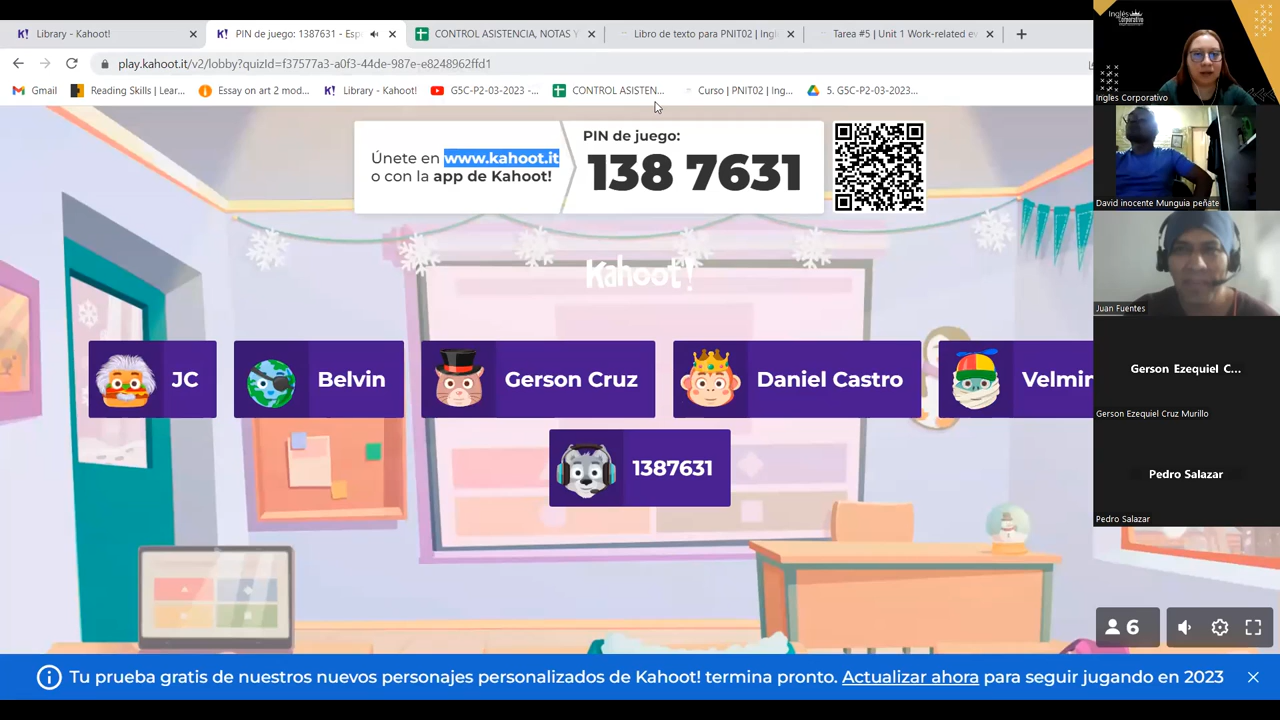 Library - Kahoot!
PIN de juego: 1387631 - Esp
CONTROL ASISTENCIA, NOTAS Y
Libro de texto para PNIT02 | Ingl
Tarea #5 | Unit 1 Work-related ev
play.kahoot.it/v2/lobby?quizId=f37577a3-a0f3-44de-987e-e8248962ffd1
Gmail
Reading Skills | Lear...
Essay on art 2 mod...
Library - Kahoot!
G5C-P2-03-2023 -...
CONTROL ASISTEN...
Curso | PNIT02 | Ing...
5. G5C-P2-03-2023...
Únete en www.kahoot.it
o con la app de Kahoot!
PIN de juego:
138 7631
Kahoot!
JC
Belvin
Gerson Cruz
Daniel Castro
Velmin
1387631
Inglés
Corporativo
Ingles Corporativo
David inocente Munguia peñate
Juan Fuentes
Gerson Ezequiel C...
Gerson Ezequiel Cruz Murillo
Pedro Salazar
Pedro Salazar
6
Tu prueba gratis de nuestros nuevos personajes personalizados de Kahoot! termina pronto. Actualizar ahora para seguir jugando en 2023